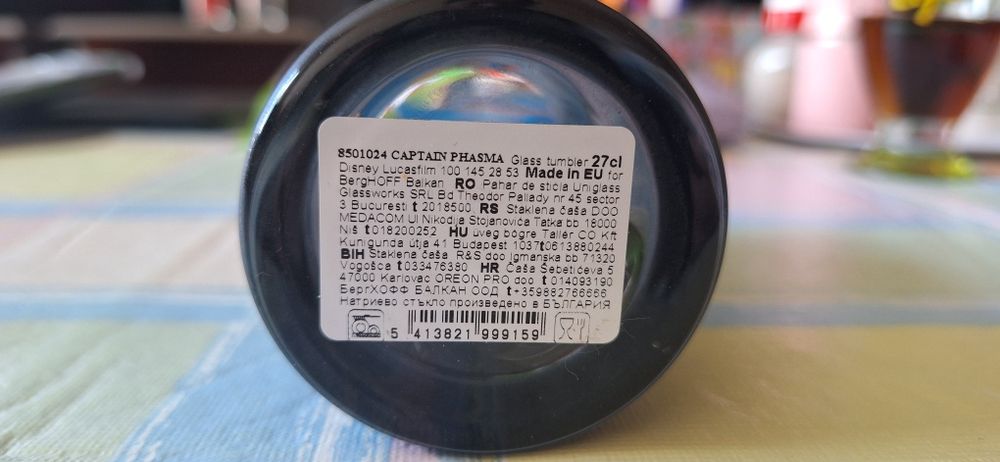 8501024 CAPTAIN PHASMA Glass tumbler 27cl
Disney Lucasfilm 100 145 28 53 Made in EU for
BergHOFF Balkan RO Pahar de sticla Uniglass
Glassworks SRL Bd Theodor Pallady nr 45 sector
3 Bucuresti t 2018500 RS Staklena čaša DOO
MEDACOM Ul Nikodija Stojanovića Tatka bb 18000
Niš t 018200252 HU üveg bögre Tallér CO Kft
Kunigunda útja 41 Budapest 1037 t0613880244
BIH Staklena čaša R&S doo Igmanska bb 71320
Vogošća t033476380 HR Čaša Šebetićeva 5
47000 Karlovac OREON PRO doo t 014093190
БергХОФФ БАЛКАН ООД t+359882766666
Натриево стъкло произведено в БЪЛГАРИЯ
5 413821 999159